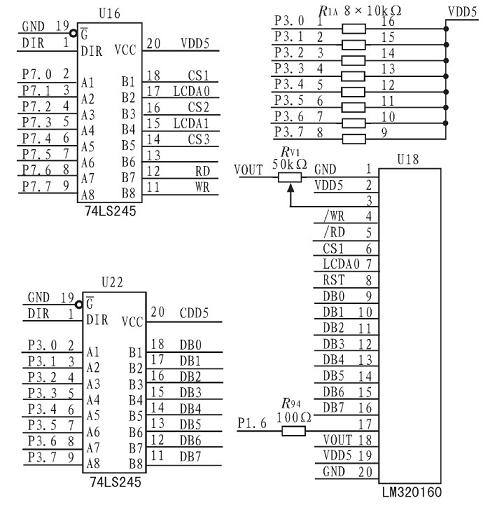 U16
GND 19 G
DIR 1 DIR VCC 20 VDD5
P7.0 2 A1 B1 18 CS1
P7.1 3 A2 B2 17 LCDA0
P7.2 4 A3 B3 16 CS2
P7.3 5 A4 B4 15 LCDA1
P7.4 6 A5 B5 14 CS3
P7.5 7 A6 B6 13
P7.6 8 A7 B7 12 RD
P7.7 9 A8 B8 11 WR
74LS245
U22
GND 19 G
DIR 1 DIR VCC 20 CDD5
P3.0 2 A1 B1 18 DB0
P3.1 3 A2 B2 17 DB1
P3.2 4 A3 B3 16 DB2
P3.3 5 A4 B4 15 DB3
P3.4 6 A5 B5 14 DB4
P3.5 7 A6 B6 13 DB5
P3.6 8 A7 B7 12 DB6
P3.7 9 A8 B8 11 DB7
74LS245
R1A 8×10kΩ VDD5
P3.0 1 16
P3.1 2 15
P3.2 3 14
P3.3 4 13
P3.4 5 12
P3.5 6 11
P3.6 7 10
P3.7 8 9
RV1
50kΩ
VOUT
U18
GND 1
VDD5 2
3
/WR 4
/RD 5
CS1 6
LCDA0 7
RST 8
DB0 9
DB1 10
DB2 11
DB3 12
DB4 13
DB5 14
DB6 15
DB7 16
R94
100Ω
P1.6 17
VOUT 18
VDD5 19
GND 20
LM320160